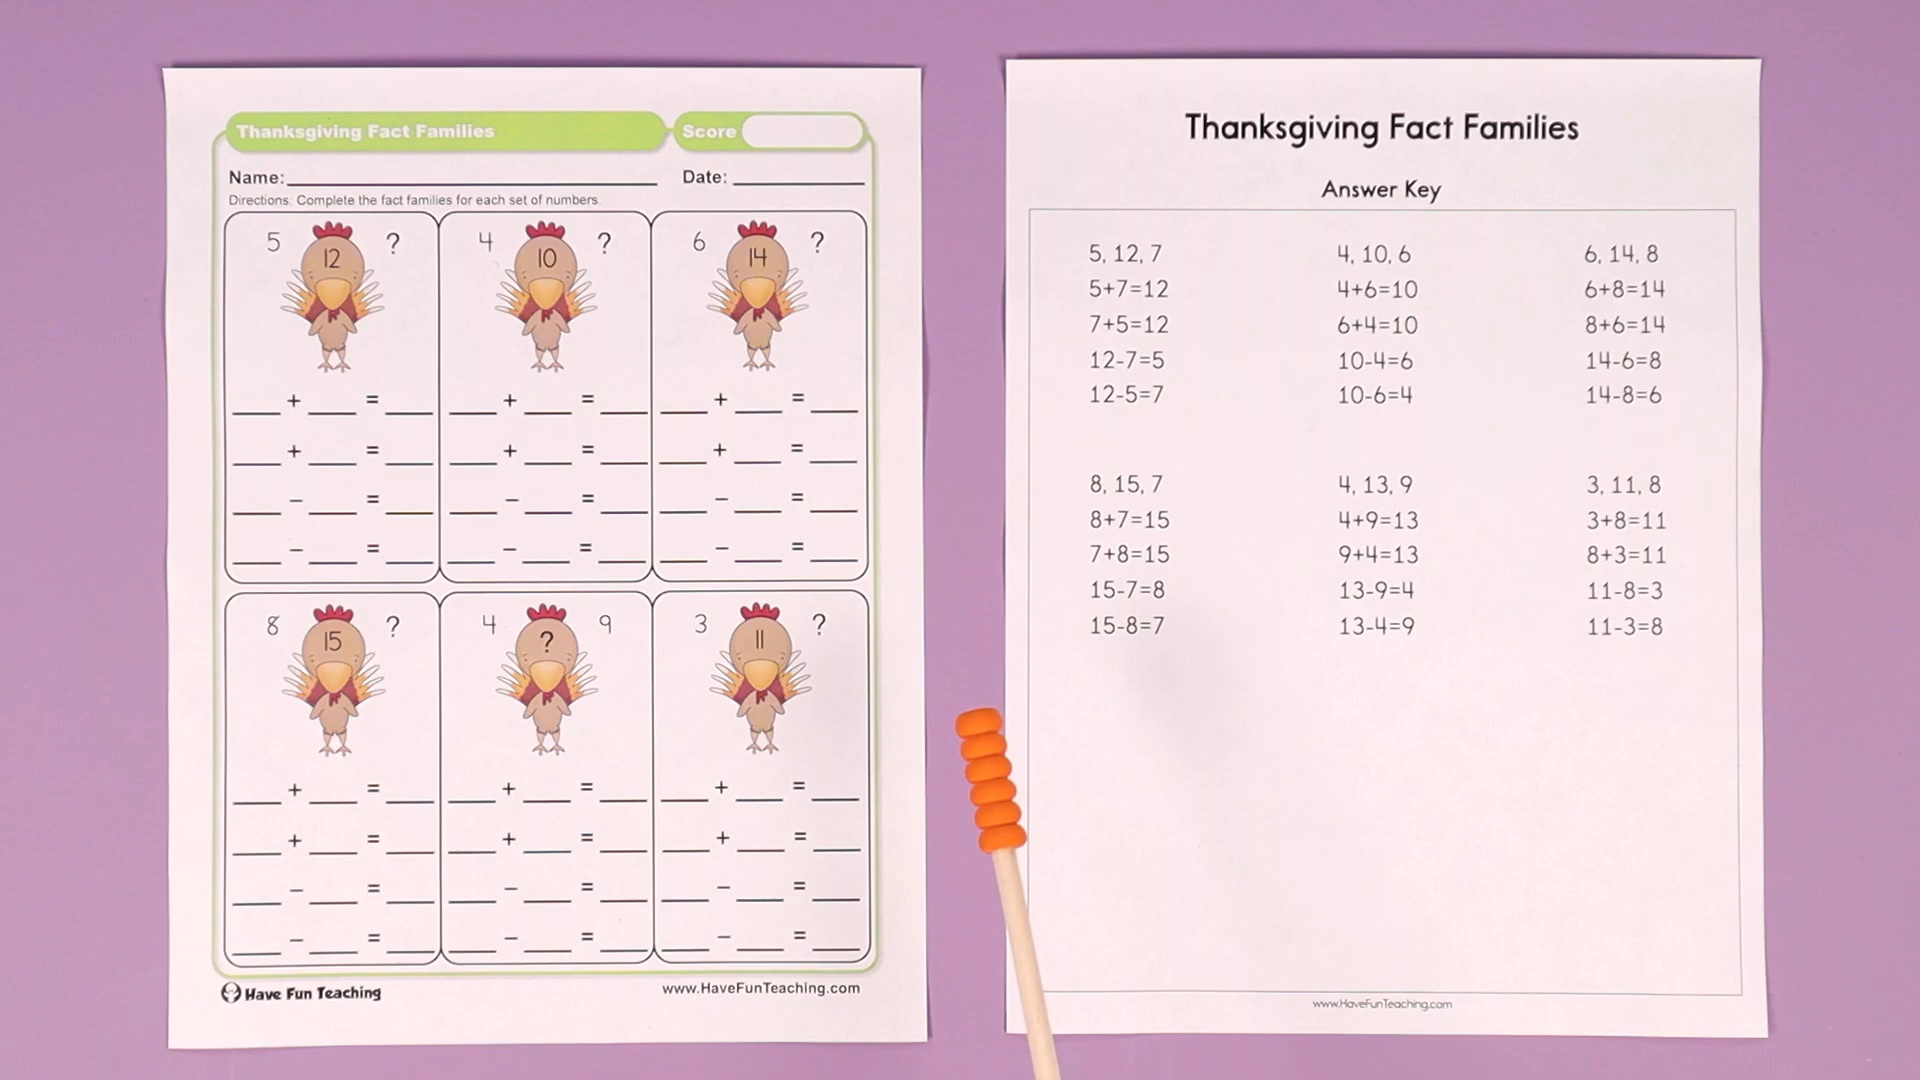 Thanksgiving Fact Families Score
Name: Date:
Directions: Complete the fact families for each set of numbers.
5 12 ? 4 10 ? 6 14 ?
+ = + = + =
+ = + = + =
- = - = - =
- = - = - =
8 15 ? 4 ? 9 3 11 ?
+ = + = + =
+ = + = + =
- = - = - =
- = - = - =
Have Fun Teaching www.HaveFunTeaching.com
Thanksgiving Fact Families
Answer Key
5, 12, 7 4, 10, 6 6, 14, 8
5+7=12 4+6=10 6+8=14
7+5=12 6+4=10 8+6=14
12-7=5 10-4=6 14-6=8
12-5=7 10-6=4 14-8=6
8, 15, 7 4, 13, 9 3, 11, 8
8+7=15 4+9=13 3+8=11
7+8=15 9+4=13 8+3=11
15-7=8 13-9=4 11-8=3
15-8=7 13-4=9 11-3=8
www.HaveFunTeaching.com